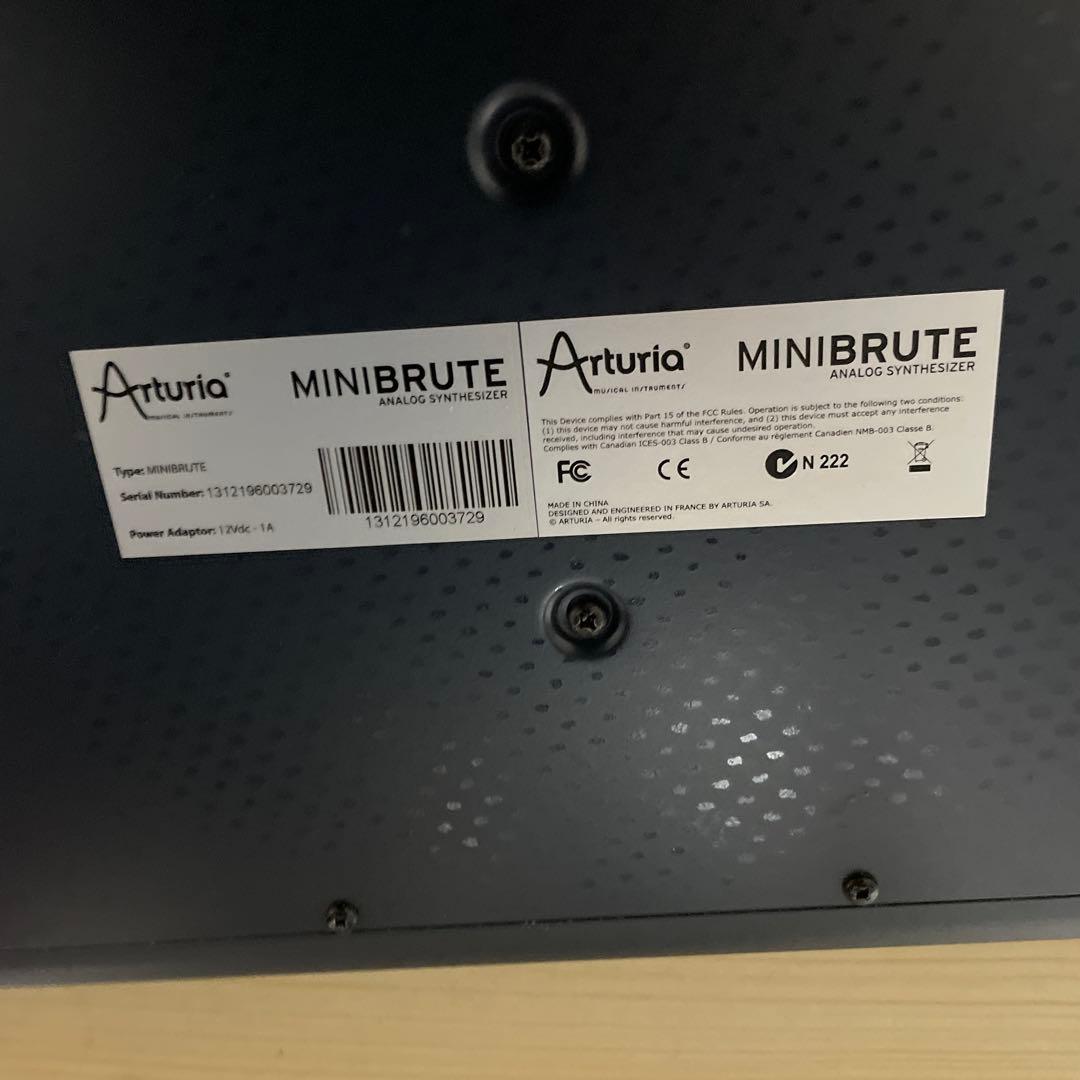 Arturia®
MUSICAL INSTRUMENTS
MINIBRUTE
ANALOG SYNTHESIZER
Type: MINIBRUTE
Serial Number: 1312196003729
Power Adaptor: 12Vdc - 1A
1312196003729
Arturia®
MUSICAL INSTRUMENTS
MINIBRUTE
ANALOG SYNTHESIZER
This Device complies with Part 15 of the FCC Rules. Operation is subject to the following two conditions:
(1) this device may not cause harmful interference, and (2) this device must accept any interference
received, including interference that may cause undesired operation.
Complies with Canadian ICES-003 Class B / Conforme au règlement Canadien NMB-003 Classe B.
FC CE N 222
MADE IN CHINA
DESIGNED AND ENGINEERED IN FRANCE BY ARTURIA SA.
© ARTURIA – All rights reserved.